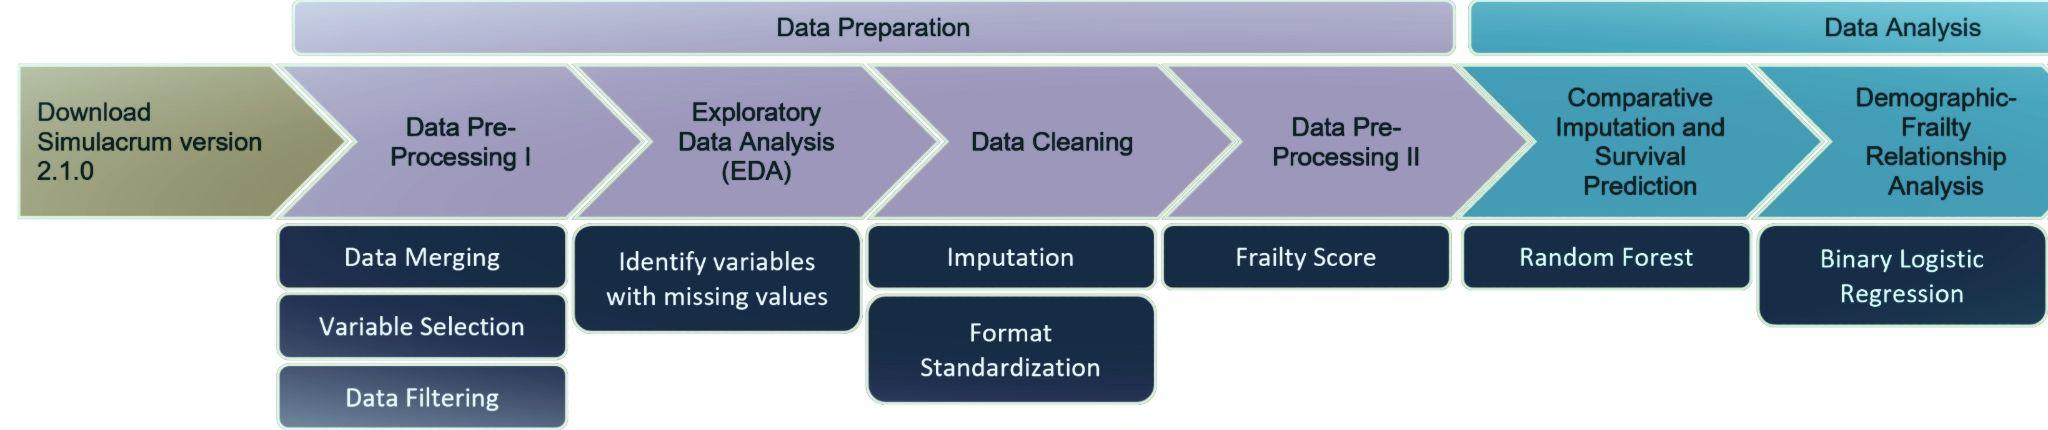 Data Preparation
Data Analysis
Download
Simulacrum version
2.1.0
Data Pre-
Processing I
Exploratory
Data Analysis
(EDA)
Data Cleaning
Data Pre-
Processing II
Comparative
Imputation and
Survival
Prediction
Demographic-
Frailty
Relationship
Analysis
Data Merging
Variable Selection
Data Filtering
Identify variables
with missing values
Imputation
Format
Standardization
Frailty Score
Random Forest
Binary Logistic
Regression